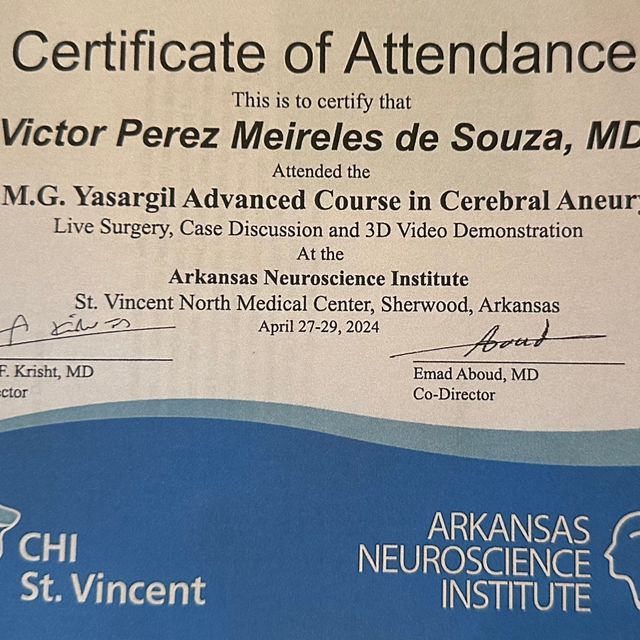 Certificate of Attendance
This is to certify that
Victor Perez Meireles de Souza, MD
Attended the
M.G. Yasargil Advanced Course in Cerebral Aneur
Live Surgery, Case Discussion and 3D Video Demonstration
At the
Arkansas Neuroscience Institute
St. Vincent North Medical Center, Sherwood, Arkansas
April 27-29, 2024
Aboud
F. Krisht, MD
ctor
Emad Aboud, MD
Co-Director
CHI
St. Vincent
ARKANSAS
NEUROSCIENCE
INSTITUTE